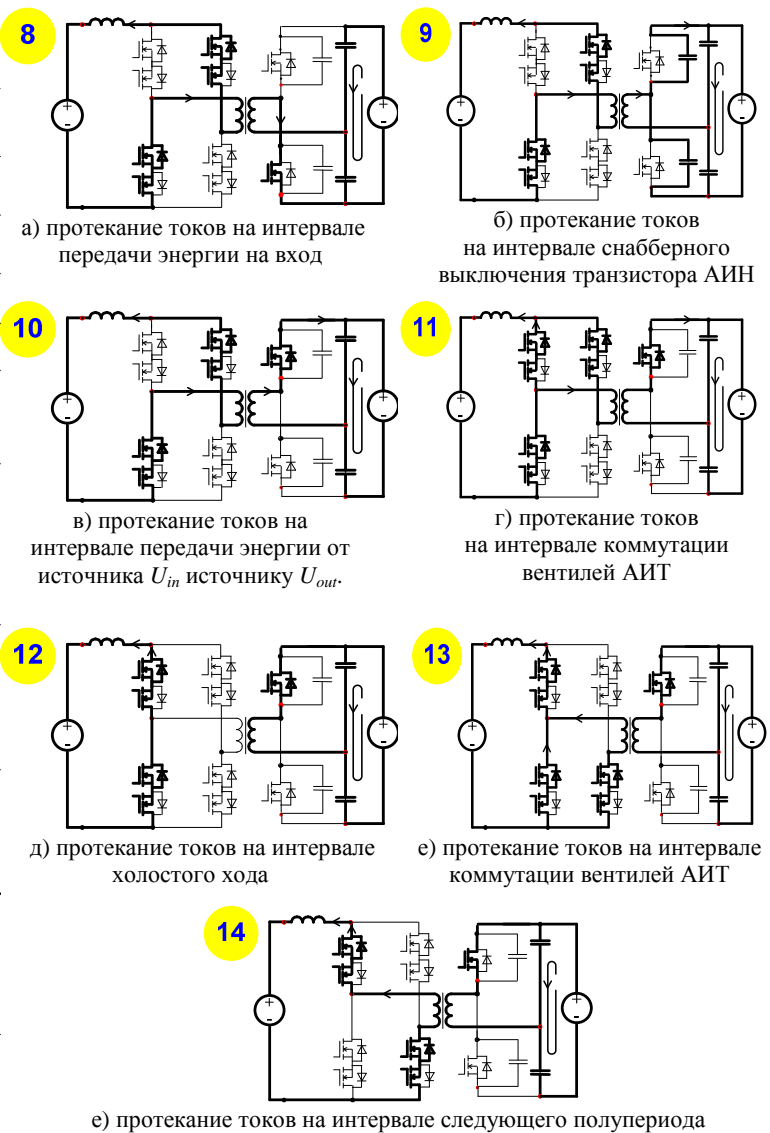 8
9
а) протекание токов на интервале
передачи энергии на вход
б) протекание токов
на интервале снабберного
выключения транзистора АИН
10
11
в) протекание токов на
интервале передачи энергии от
источника Uin источнику Uout.
г) протекание токов
на интервале коммутации
вентилей АИТ
12
13
д) протекание токов на интервале
холостого хода
е) протекание токов на интервале
коммутации вентилей АИТ
14
е) протекание токов на интервале следующего полупериода